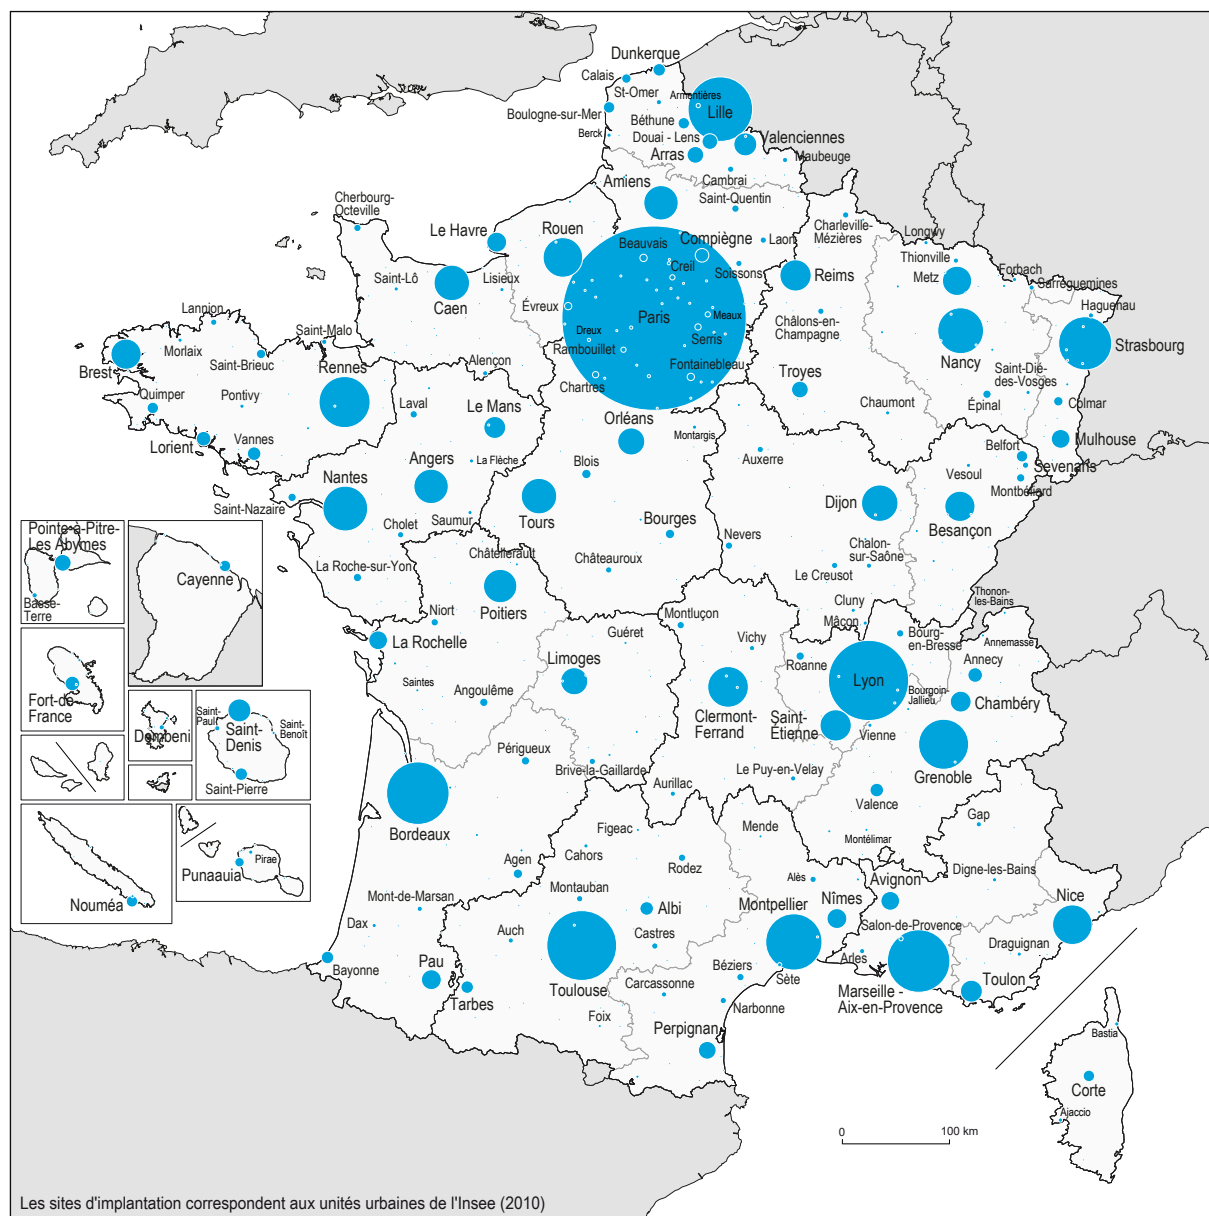 Dunkerque
Calais
St-Omer
Armentières
Lille
Boulogne-sur-Mer
Béthune
Berck
Douai - Lens
Valenciennes
Arras
Maubeuge
Cambrai
Amiens
Saint-Quentin
Cherbourg-
Octeville
Charleville-
Mézières
Le Havre
Rouen
Beauvais
Compiègne
Laon
Longwy
Thionville
Creil
Soissons
Reims
Metz
Forbach
Sarreguemines
Saint-Lô
Lisieux
Caen
Évreux
Haguenau
Lannion
Paris
Meaux
Châlons-en-
Champagne
Saint-Malo
Dreux
Serris
Strasbourg
Morlaix
Saint-Brieuc
Brest
Rennes
Alençon
Rambouillet
Fontainebleau
Nancy
Saint-Dié-
des-Vosges
Troyes
Chartres
Quimper
Pontivy
Laval
Le Mans
Orléans
Chaumont
Épinal
Colmar
Lorient
Vannes
Montargis
Mulhouse
Auxerre
Belfort
La Flèche
Blois
Vesoul
Sevenans
Angers
Nantes
Montbéliard
Saint-Nazaire
Saumur
Tours
Dijon
Besançon
Bourges
Cholet
Nevers
Chalon-
sur-Saône
Châtellerault
Châteauroux
La Roche-sur-Yon
Le Creusot
Poitiers
Cluny
Thonon-
les-Bains
Niort
Montluçon
Mâcon
Bourg-
en-Bresse
La Rochelle
Guéret
Vichy
Annemasse
Limoges
Roanne
Annecy
Lyon
Saintes
Angoulême
Bourgoin-
Jallieu
Chambéry
Clermont-
Ferrand
Saint-
Étienne
Vienne
Périgueux
Grenoble
Brive-la-Gaillarde
Le Puy-en-Velay
Aurillac
Valence
Bordeaux
Figeac
Mende
Montélimar
Gap
Cahors
Agen
Rodez
Digne-les-Bains
Alès
Avignon
Montauban
Nice
Mont-de-Marsan
Albi
Montpellier
Nîmes
Salon-de-Provence
Dax
Auch
Castres
Draguignan
Arles
Bayonne
Pau
Béziers
Sète
Toulon
Tarbes
Toulouse
Carcassonne
Marseille -
Aix-en-Provence
Narbonne
Foix
Perpignan
Bastia
Corte
Ajaccio
Pointe-à-Pitre-
Les Abymes
Basse-
Terre
Cayenne
Fort-de-
France
Dembeni
Saint-
Paul
Saint-
Denis
Saint-
Benoît
Saint-Pierre
Nouméa
Pirae
Punaauia
0 100 km
Les sites d'implantation correspondent aux unités urbaines de l'Insee (2010)